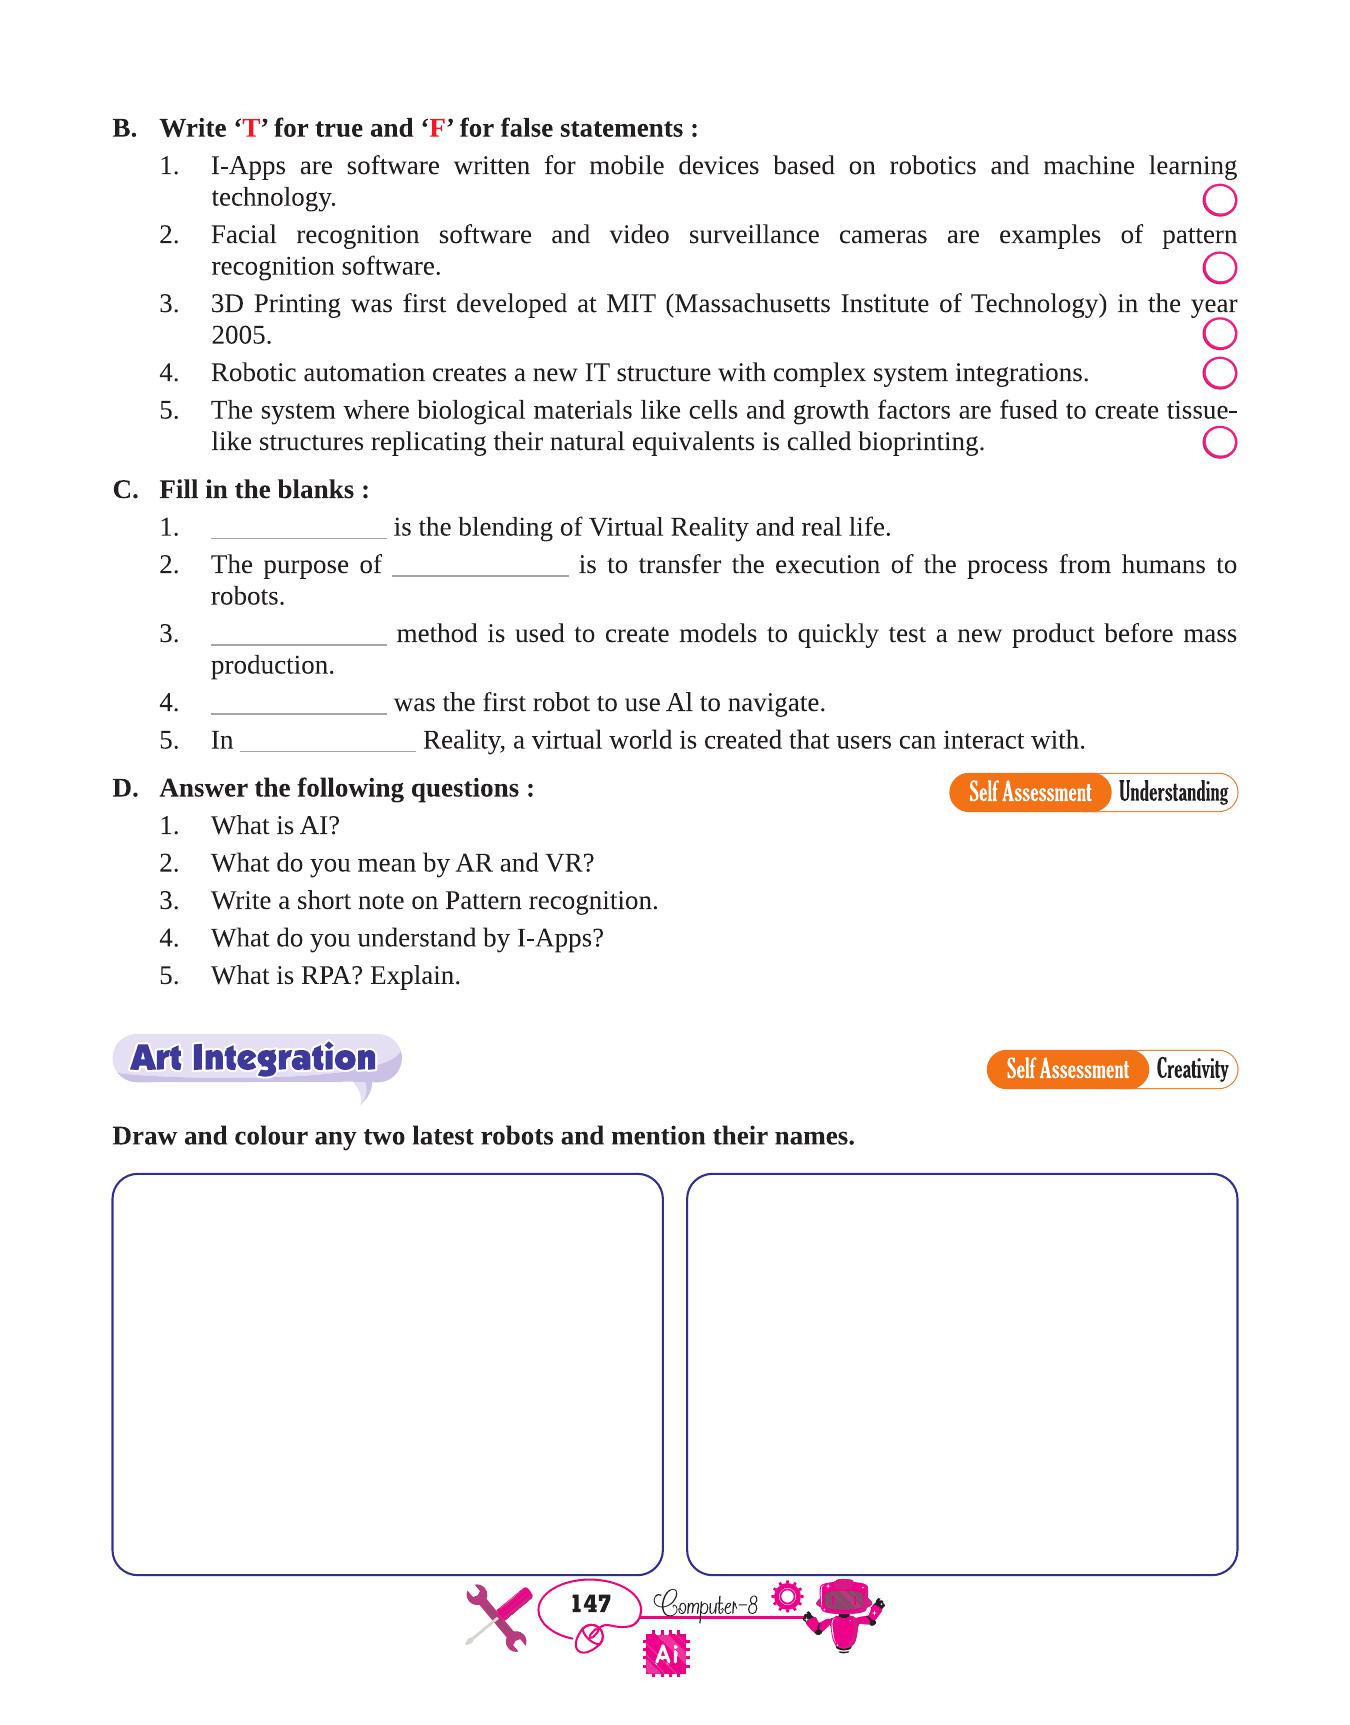 B. Write ‘T’ for true and ‘F’ for false statements :
1. I-Apps are software written for mobile devices based on robotics and machine learning
technology.
2. Facial recognition software and video surveillance cameras are examples of pattern
recognition software.
3. 3D Printing was first developed at MIT (Massachusetts Institute of Technology) in the year
2005.
4. Robotic automation creates a new IT structure with complex system integrations.
5. The system where biological materials like cells and growth factors are fused to create tissue-
like structures replicating their natural equivalents is called bioprinting.
C. Fill in the blanks :
1. _____________ is the blending of Virtual Reality and real life.
2. The purpose of _____________ is to transfer the execution of the process from humans to
robots.
3. _____________ method is used to create models to quickly test a new product before mass
production.
4. _____________ was the first robot to use Al to navigate.
5. In _____________ Reality, a virtual world is created that users can interact with.
D. Answer the following questions :
Self Assessment Understanding
1. What is AI?
2. What do you mean by AR and VR?
3. Write a short note on Pattern recognition.
4. What do you understand by I-Apps?
5. What is RPA? Explain.
Art Integration
Self Assessment Creativity
Draw and colour any two latest robots and mention their names.
147 Computer-8
Ai